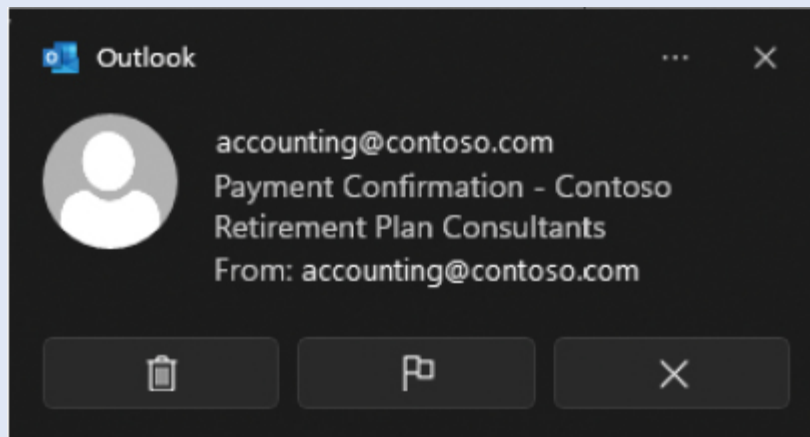 Outlook
accounting@contoso.com
Payment Confirmation - Contoso
Retirement Plan Consultants
From: accounting@contoso.com